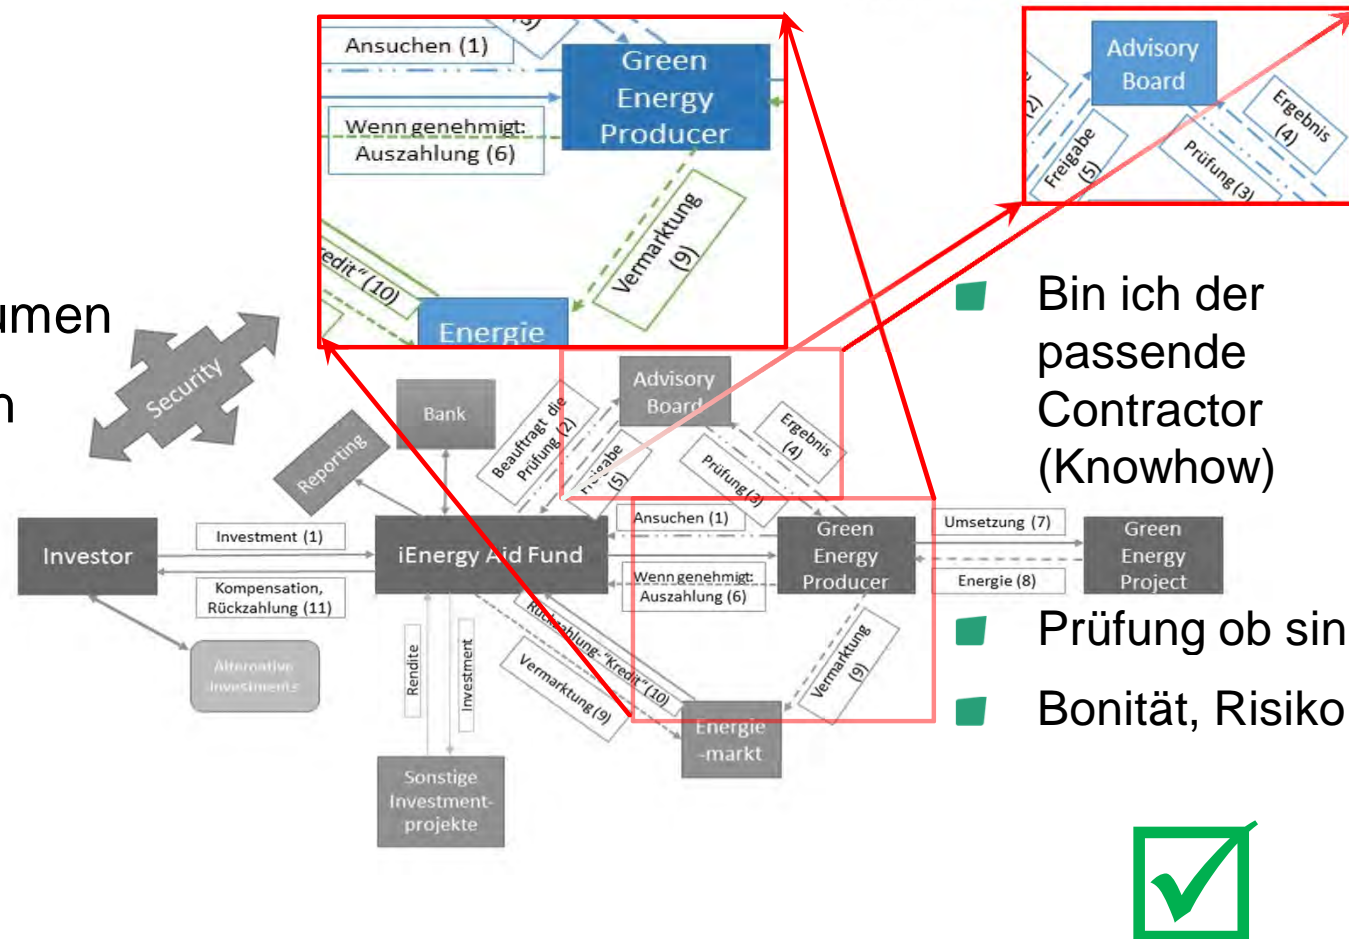 Ansuchen (1)
Green
Energy
Producer
Wenn genehmigt:
Auszahlung (6)
Vermarktung
(9)
edit“ (10)
Energie
Advisory
Board
Ergebnis
(4)
Prüfung (3)
Freigabe
(5)
(2)
umen
n
Bin ich der
passende
Contractor
(Knowhow)
Prüfung ob sin
Bonität, Risiko
Security
Reporting
Bank
Beauftragt die
Prüfung (2)
Freigabe
(5)
Advisory
Board
Prüfung (3)
Ergebnis
(4)
Investor
Investment (1)
Kompensation,
Rückzahlung (11)
iEnergy Aid Fund
Ansuchen (1)
Wenn genehmigt:
Auszahlung (6)
Green
Energy
Producer
Umsetzung (7)
Energie (8)
Green
Energy
Project
Alternative
Investments
Rendite
Investment
Rückzahlung- “Kredit“ (10)
Vermarktung (9)
Vermarktung
(9)
Energie
-markt
Sonstige
Investment-
projekte